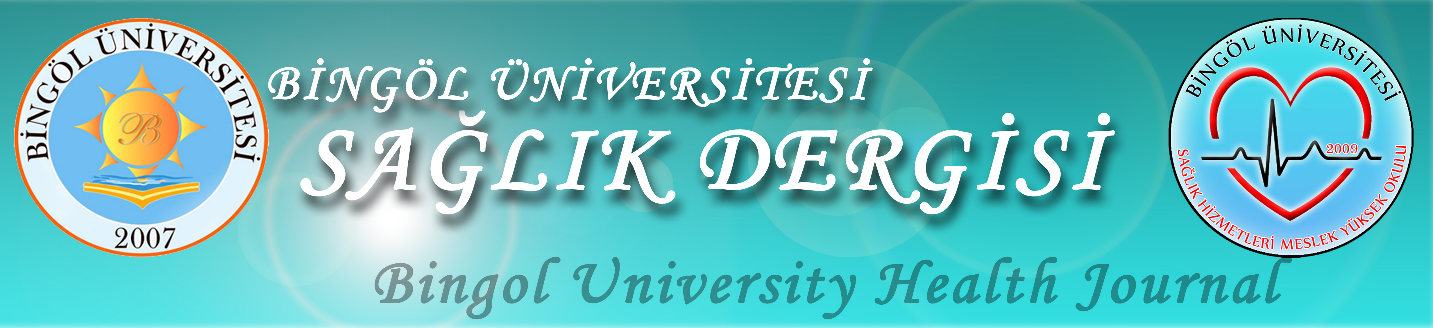 BİNGÖL ÜNİVERSİTESİ
B
2007
BİNGÖL ÜNİVERSİTESİ
SAĞLIK DERGİSİ
Bingol University Health Journal
BİNGÖL ÜNİVERSİTESİ
2009
SAĞLIK HİZMETLERİ MESLEK YÜKSEK OKULU